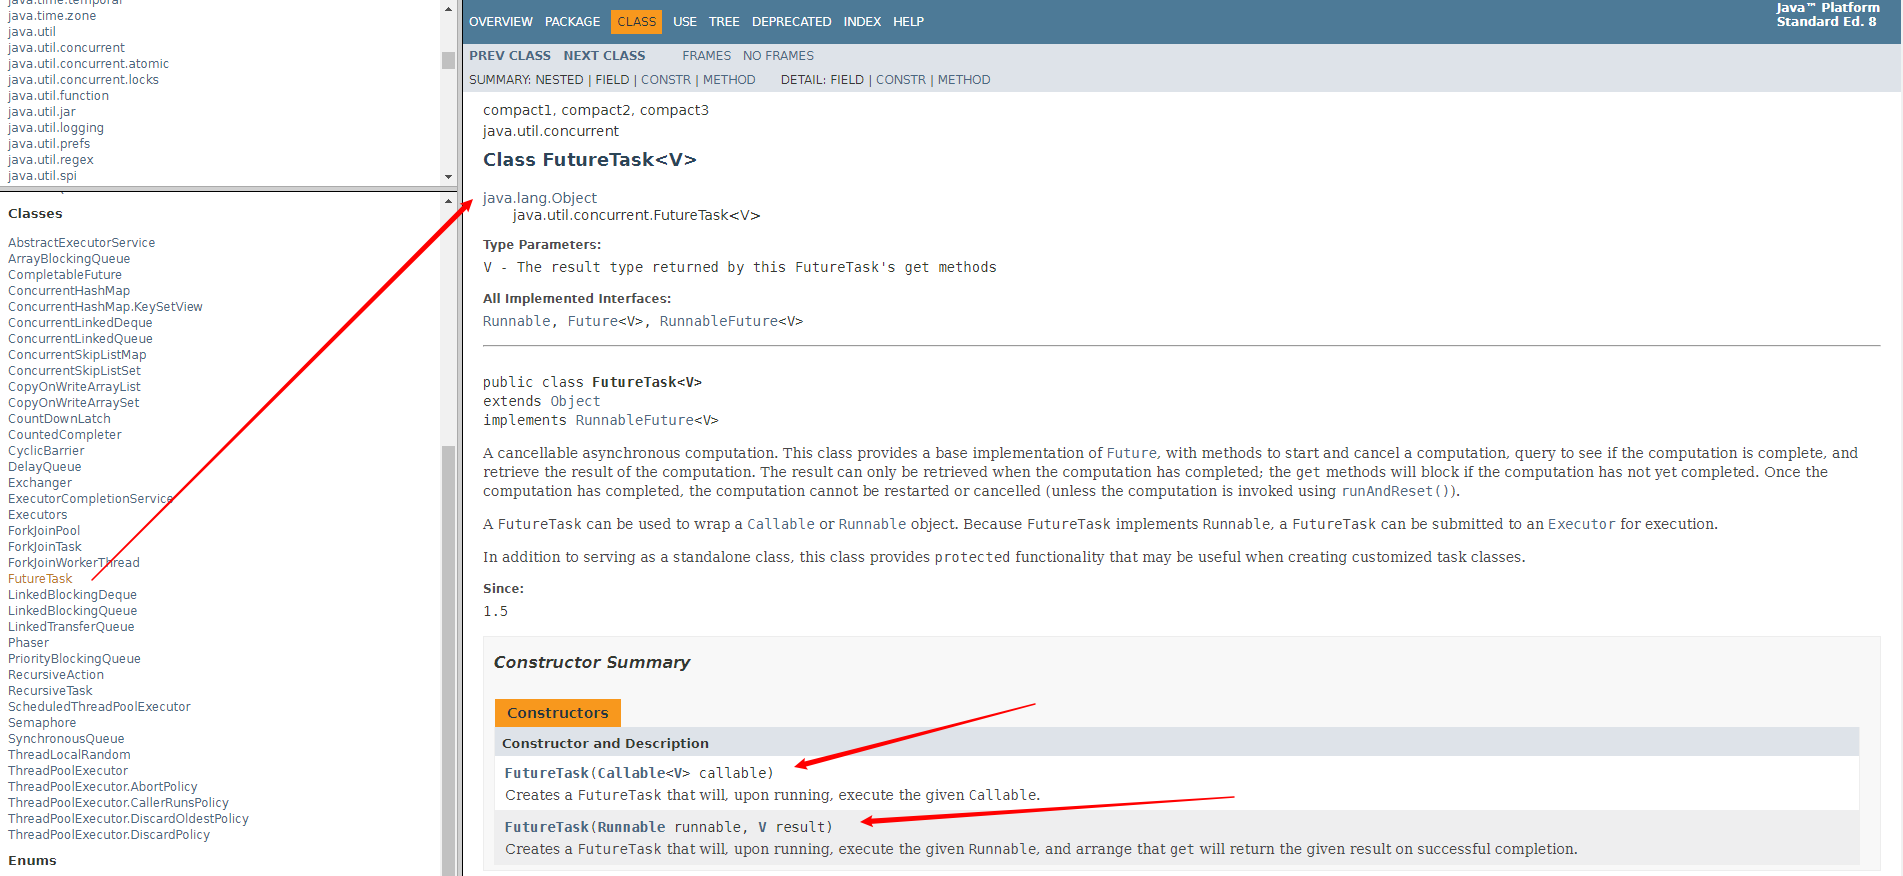 java.time.temporal
java.time.zone
java.util
java.util.concurrent
java.util.concurrent.atomic
java.util.concurrent.locks
java.util.function
java.util.jar
java.util.logging
java.util.prefs
java.util.regex
java.util.spi
Classes
AbstractExecutorService
ArrayBlockingQueue
CompletableFuture
ConcurrentHashMap
ConcurrentHashMap.KeySetView
ConcurrentLinkedDeque
ConcurrentLinkedQueue
ConcurrentSkipListMap
ConcurrentSkipListSet
CopyOnWriteArrayList
CopyOnWriteArraySet
CountDownLatch
CountedCompleter
CyclicBarrier
DelayQueue
Exchanger
ExecutorCompletionService
Executors
ForkJoinPool
ForkJoinTask
ForkJoinWorkerThread
FutureTask
LinkedBlockingDeque
LinkedBlockingQueue
LinkedTransferQueue
Phaser
PriorityBlockingQueue
RecursiveAction
RecursiveTask
ScheduledThreadPoolExecutor
Semaphore
SynchronousQueue
ThreadLocalRandom
ThreadPoolExecutor
ThreadPoolExecutor.AbortPolicy
ThreadPoolExecutor.CallerRunsPolicy
ThreadPoolExecutor.DiscardOldestPolicy
ThreadPoolExecutor.DiscardPolicy
Enums
OVERVIEW PACKAGE CLASS USE TREE DEPRECATED INDEX HELP
Java™ Platform
Standard Ed. 8
PREV CLASS NEXT CLASS FRAMES NO FRAMES
SUMMARY: NESTED | FIELD | CONSTR | METHOD DETAIL: FIELD | CONSTR | METHOD
compact1, compact2, compact3
java.util.concurrent
Class FutureTask<V>
java.lang.Object
java.util.concurrent.FutureTask<V>
Type Parameters:
V - The result type returned by this FutureTask's get methods
All Implemented Interfaces:
Runnable, Future<V>, RunnableFuture<V>
public class FutureTask<V>
extends Object
implements RunnableFuture<V>
A cancellable asynchronous computation. This class provides a base implementation of Future, with methods to start and cancel a computation, query to see if the computation is complete, and
retrieve the result of the computation. The result can only be retrieved when the computation has completed; the get methods will block if the computation has not yet completed. Once the
computation has completed, the computation cannot be restarted or cancelled (unless the computation is invoked using runAndReset()).
A FutureTask can be used to wrap a Callable or Runnable object. Because FutureTask implements Runnable, a FutureTask can be submitted to an Executor for execution.
In addition to serving as a standalone class, this class provides protected functionality that may be useful when creating customized task classes.
Since:
1.5
Constructor Summary
Constructors
Constructor and Description
FutureTask(Callable<V> callable)
Creates a FutureTask that will, upon running, execute the given Callable.
FutureTask(Runnable runnable, V result)
Creates a FutureTask that will, upon running, execute the given Runnable, and arrange that get will return the given result on successful completion.